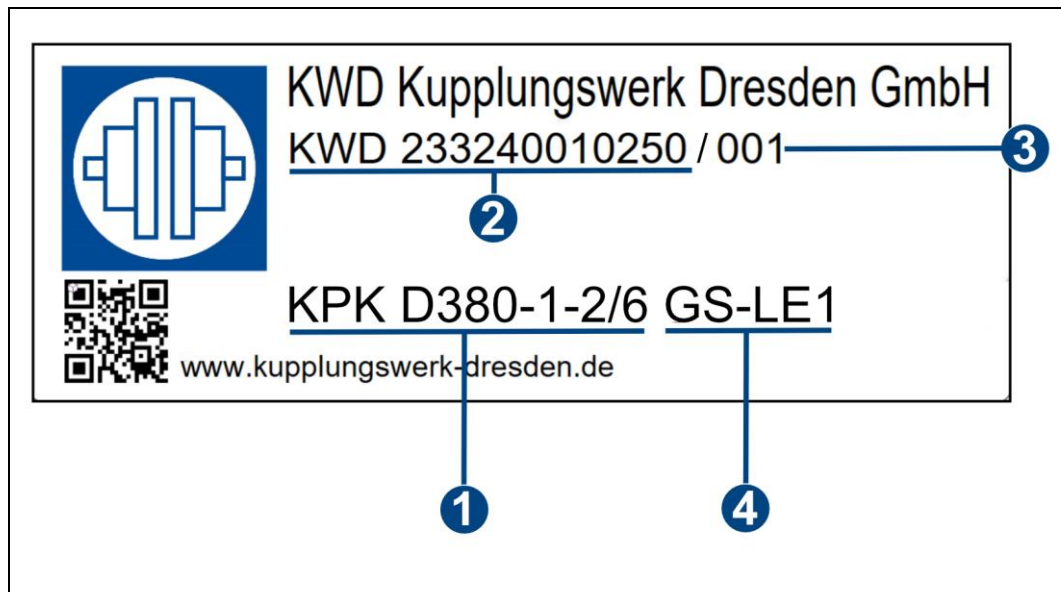 KWD Kupplungswerk Dresden GmbH
KWD 233240010250 / 001 3
2
KPK D380-1-2/6 GS-LE1
www.kupplungswerk-dresden.de
1 4